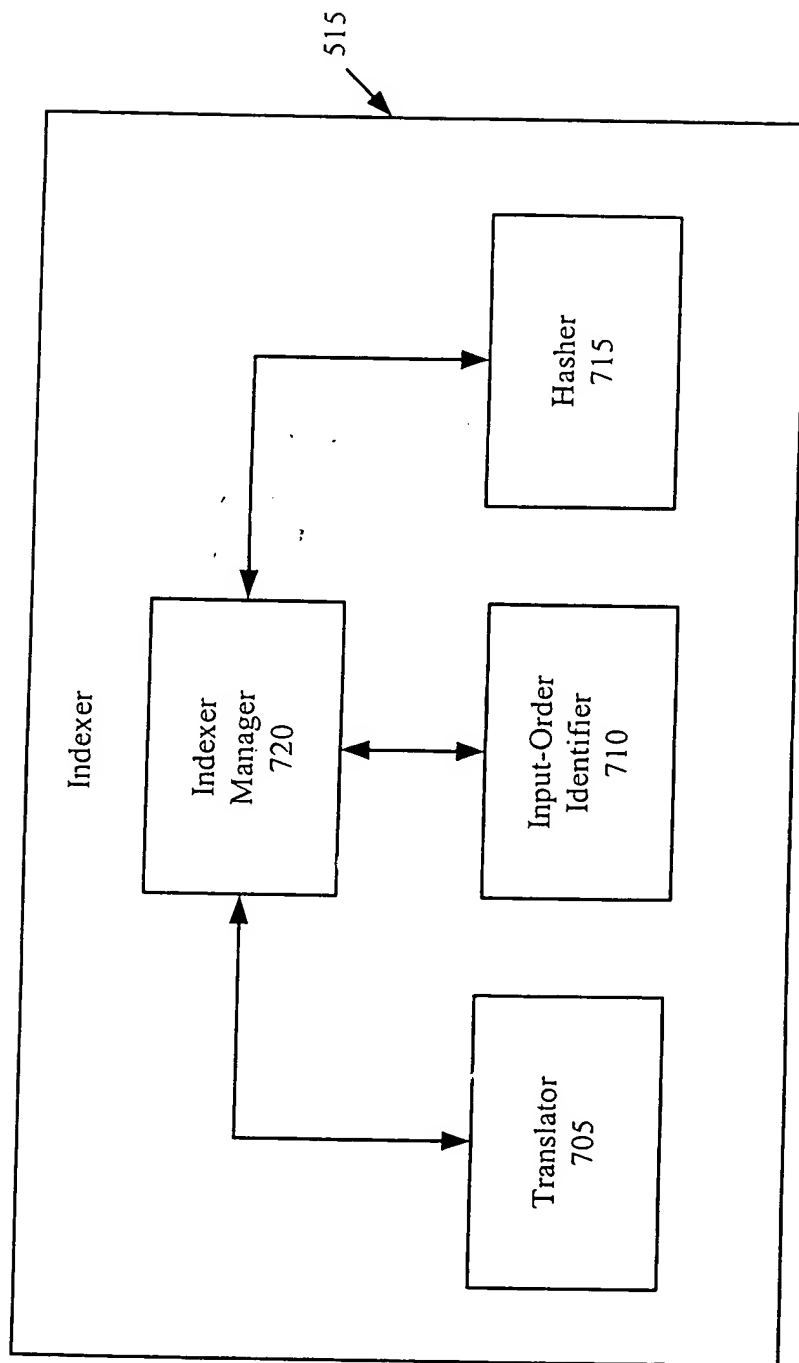 515
Indexer
Indexer
Manager
720
Translator
705
Input-Order
Identifier
710
Hasher
715